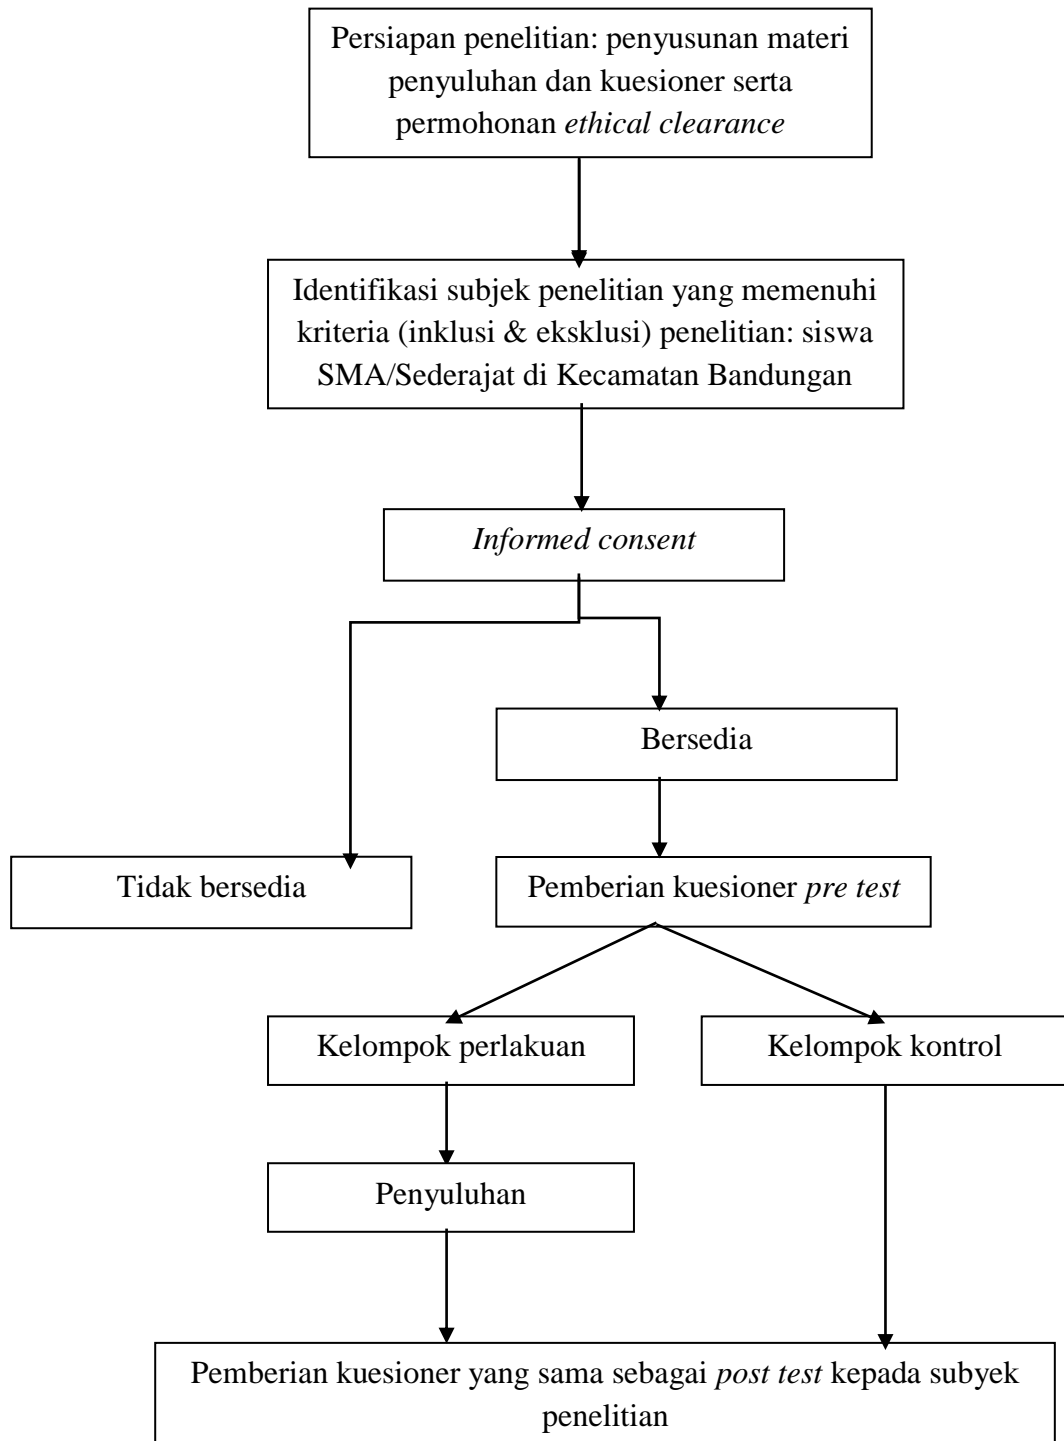 Persiapan penelitian: penyusunan materi
penyuluhan dan kuesioner serta
permohonan ethical clearance
Identifikasi subjek penelitian yang memenuhi
kriteria (inklusi & eksklusi) penelitian: siswa
SMA/Sederajat di Kecamatan Bandungan
Informed consent
Bersedia
Tidak bersedia
Pemberian kuesioner pre test
Kelompok perlakuan
Kelompok kontrol
Penyuluhan
Pemberian kuesioner yang sama sebagai post test kepada subyek
penelitian